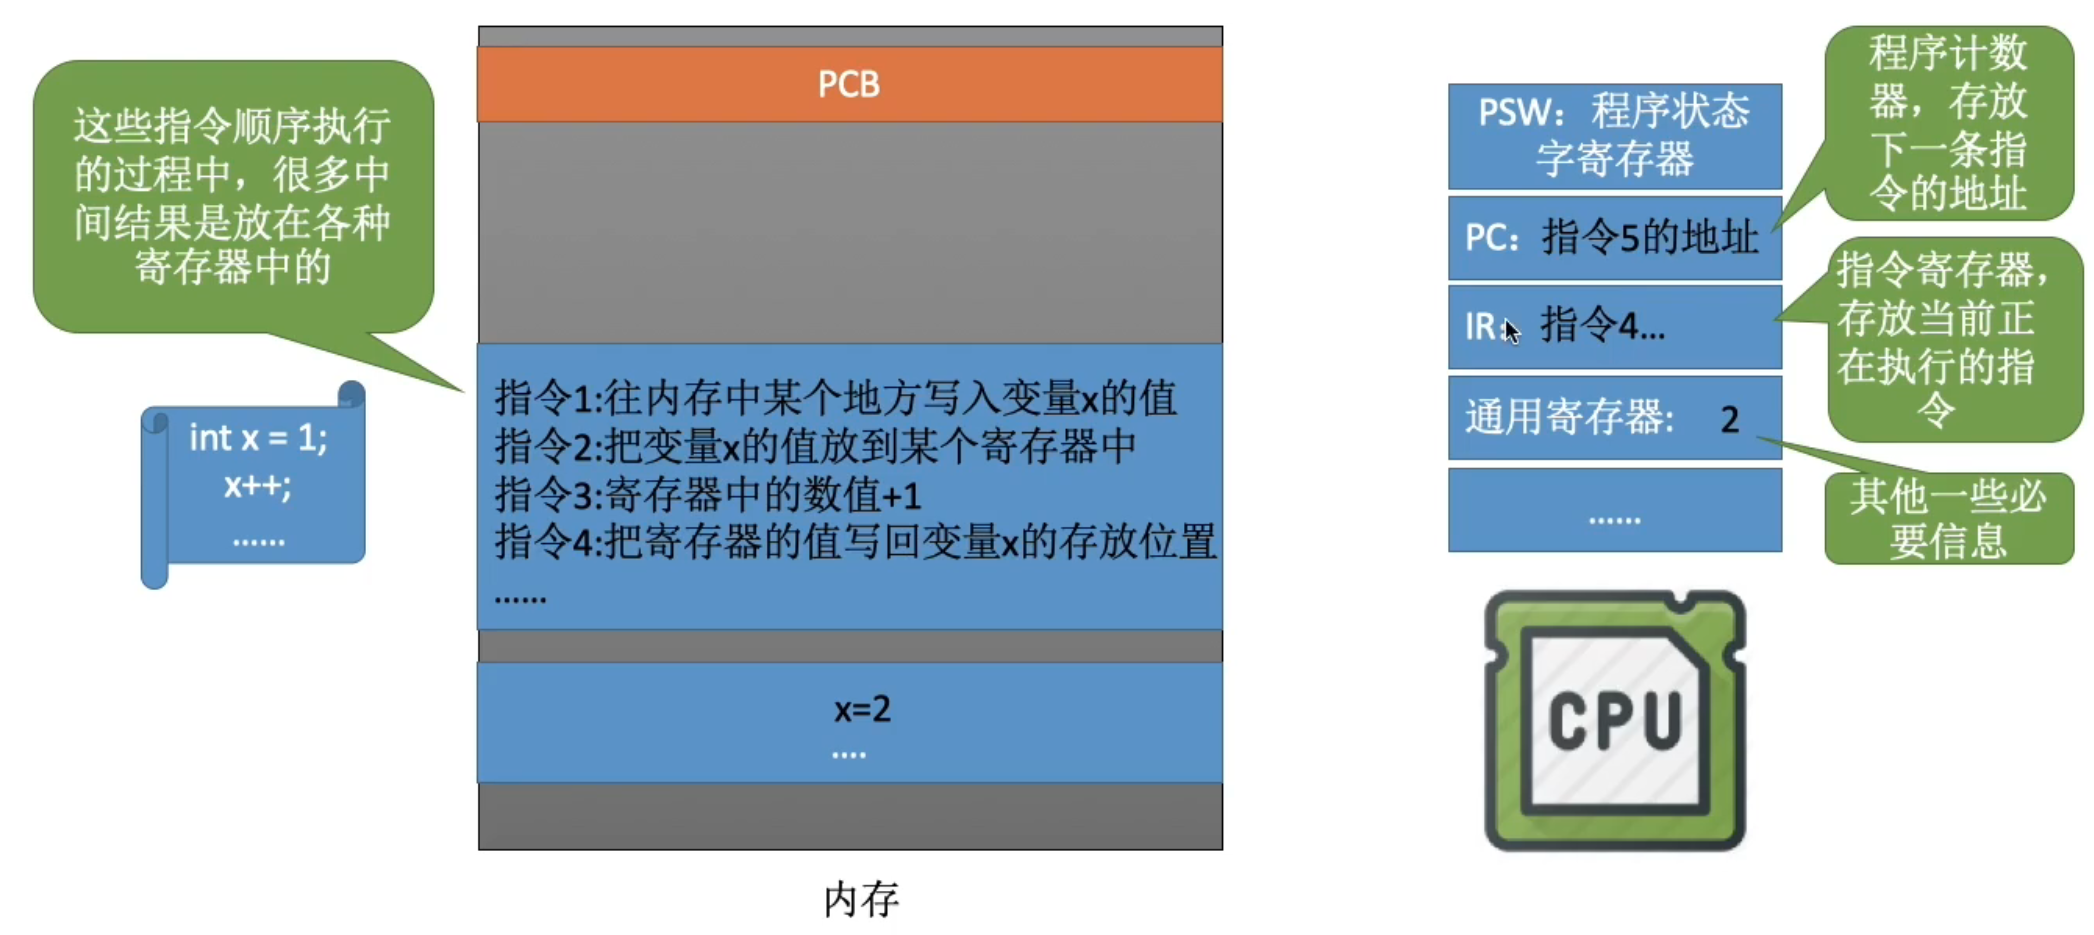 这些指令顺序执行
的过程中，很多中
间结果是放在各种
寄存器中的
int x = 1;
x++;
......
PCB
指令1:往内存中某个地方写入变量x的值
指令2:把变量x的值放到某个寄存器中
指令3:寄存器中的数值+1
指令4:把寄存器的值写回变量x的存放位置
......
x=2
....
内存
PSW：程序状态
字寄存器
PC：指令5的地址
IR：指令4...
通用寄存器： 2
......
程序计数
器，存放
下一条指
令的地址
指令寄存器，
存放当前正
在执行的指
令
其他一些必
要信息
CPU